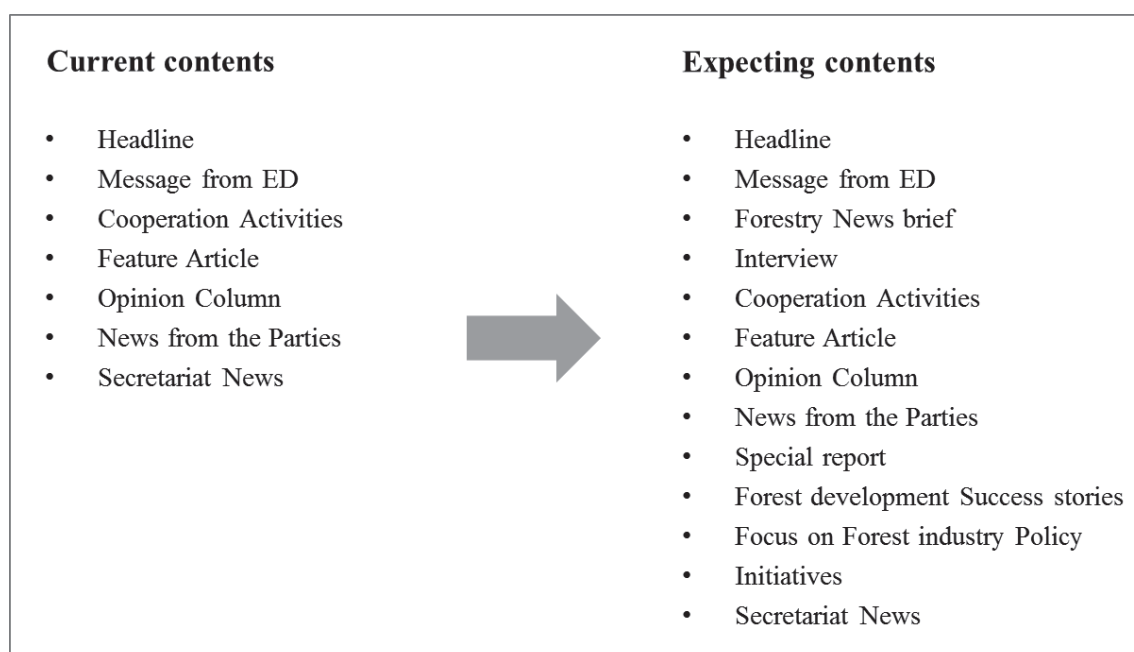 Current contents
• Headline
• Message from ED
• Cooperation Activities
• Feature Article
• Opinion Column
• News from the Parties
• Secretariat News
Expecting contents
• Headline
• Message from ED
• Forestry News brief
• Interview
• Cooperation Activities
• Feature Article
• Opinion Column
• News from the Parties
• Special report
• Forest development Success stories
• Focus on Forest industry Policy
• Initiatives
• Secretariat News